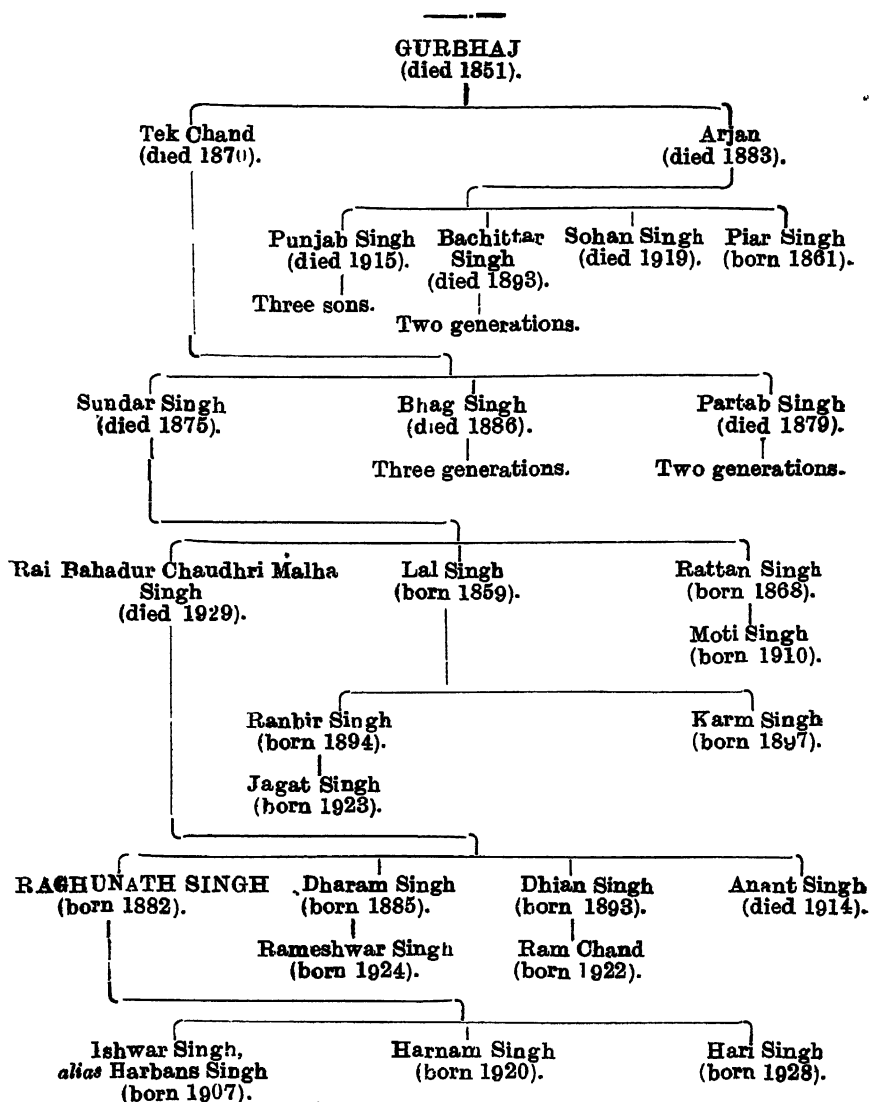 GURBHAJ
(died 1851).
Tek Chand
(died 1870).
Arjan
(died 1883).
Punjab Singh
(died 1915).
Three sons.
Bachittar
Singh
(died 1893).
Two generations.
Sohan Singh
(died 1919).
Piar Singh
(born 1861).
Sundar Singh
(died 1875).
Bhag Singh
(died 1886).
Three generations.
Partab Singh
(died 1879).
Two generations.
Rai Bahadur Chaudhri Malha
Singh
(died 1929).
Lal Singh
(born 1859).
Rattan Singh
(born 1868).
Moti Singh
(born 1910).
Ranbir Singh
(born 1894).
Jagat Singh
(born 1923).
Karm Singh
(born 1897).
RAGHUNATH SINGH
(born 1882).
Dharam Singh
(born 1885).
Rameshwar Singh
(born 1924).
Dhian Singh
(born 1893).
Ram Chand
(born 1922).
Anant Singh
(died 1914).
Ishwar Singh,
alias Harbans Singh
(born 1907).
Harnam Singh
(born 1920).
Hari Singh
(born 1928).